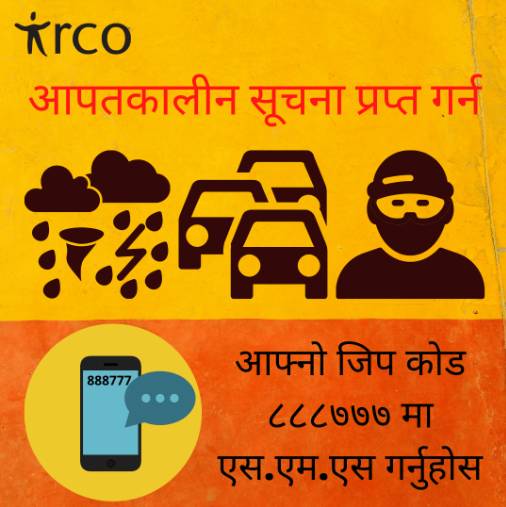 irco
आपतकालीन सूचना प्रप्त गर्न
888777
आफ्नो जिप कोड
८८८७७७ मा
एस.एम.एस गर्नुहोस